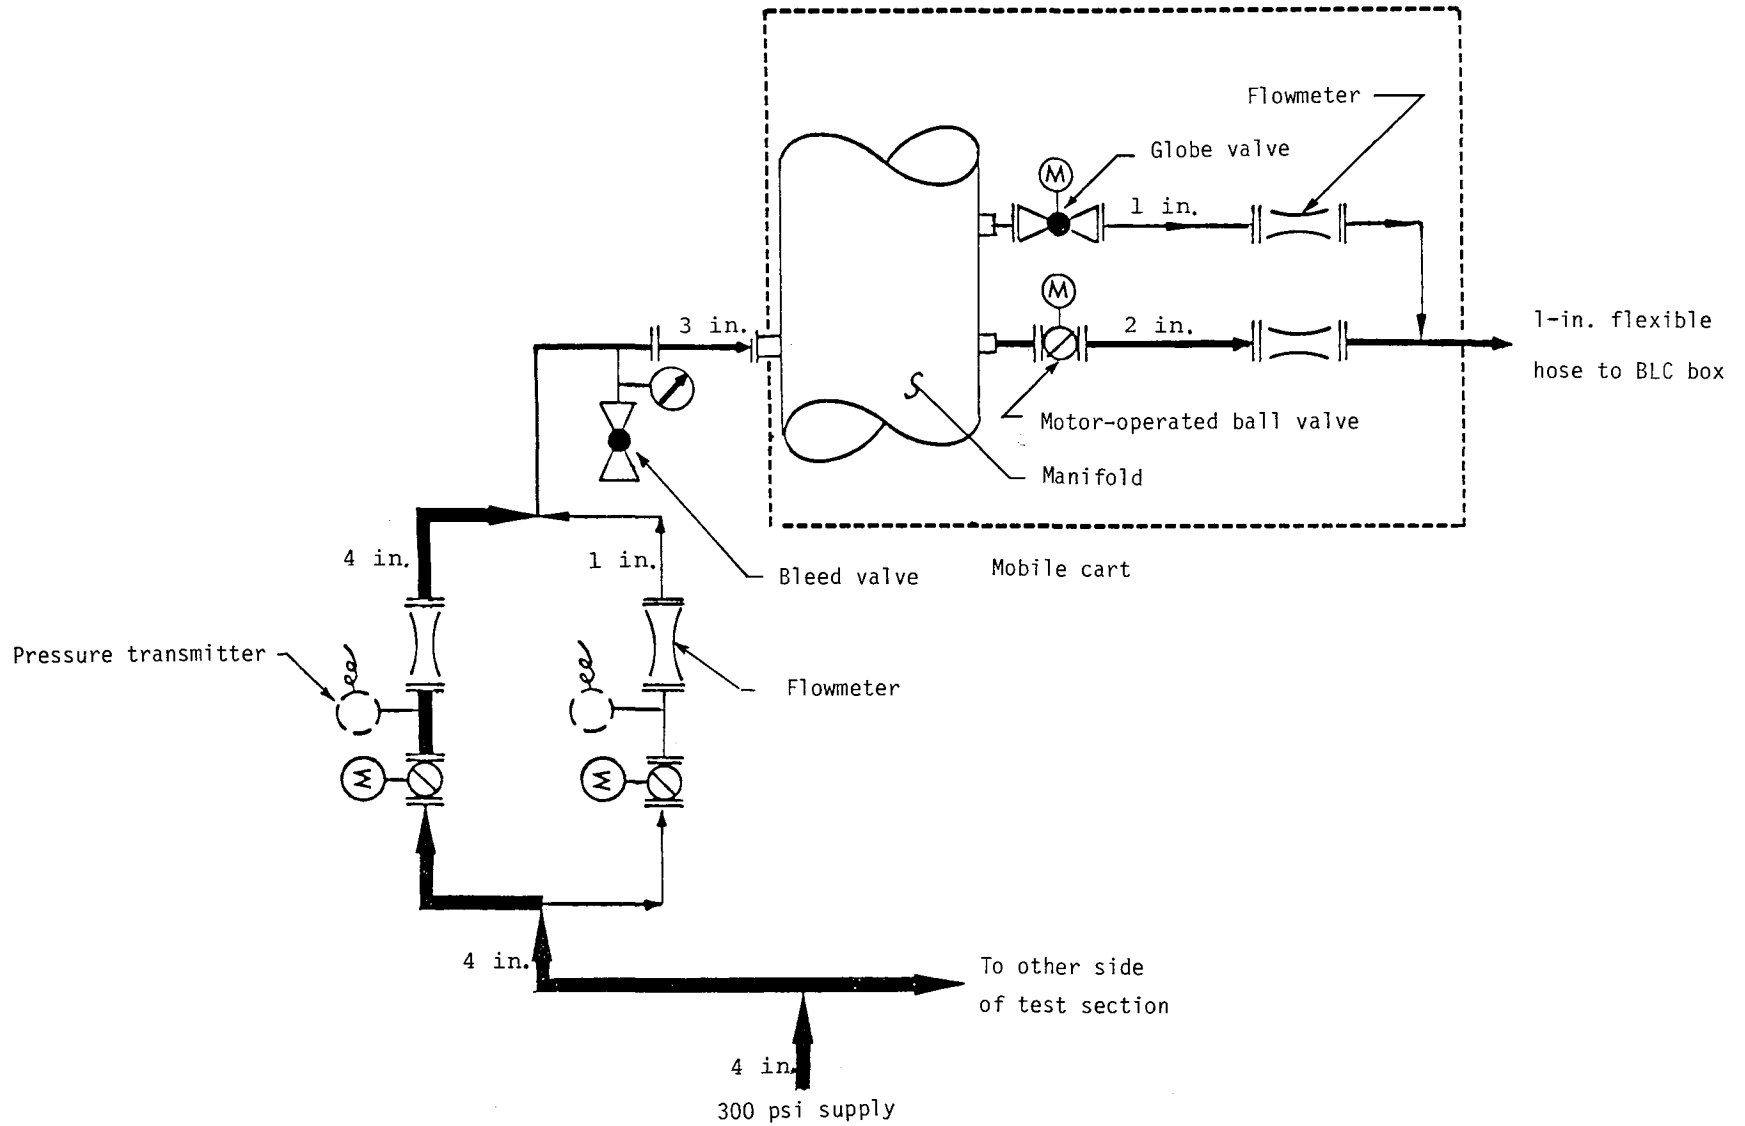 Flowmeter
Globe valve
M
1 in.
M
3 in.
2 in.
1-in. flexible
hose to BLC box
Motor-operated ball valve
Manifold
4 in.
1 in.
Bleed valve
Mobile cart
Pressure transmitter
Flowmeter
M
M
4 in.
To other side
of test section
4 in.
300 psi supply